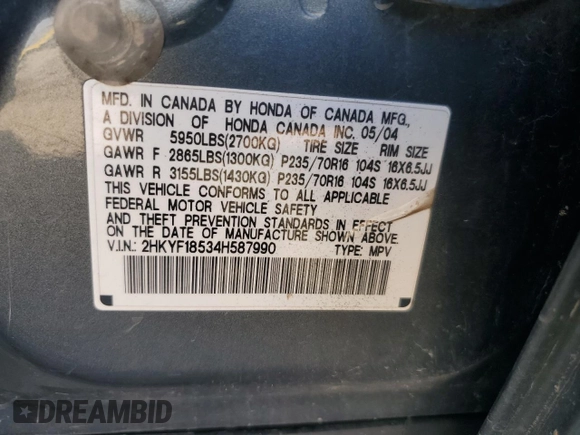 MFD. IN CANADA BY HONDA OF CANADA MFG.,
A DIVISION OF HONDA CANADA INC. 05/04
GVWR 5950LBS(2700KG) TIRE SIZE RIM SIZE
GAWR F 2865LBS(1300KG) P235/70R16 104S 16X6.5JJ
GAWR R 3155LBS(1430KG) P235/70R16 104S 16X6.5JJ
THIS VEHICLE CONFORMS TO ALL APPLICABLE
FEDERAL MOTOR VEHICLE SAFETY
AND THEFT PREVENTION STANDARDS IN EFFECT
ON THE DATE OF MANUFACTURE SHOWN ABOVE.
V.I.N.: 2HKYF18534H587990 TYPE: MPV
DREAMBID